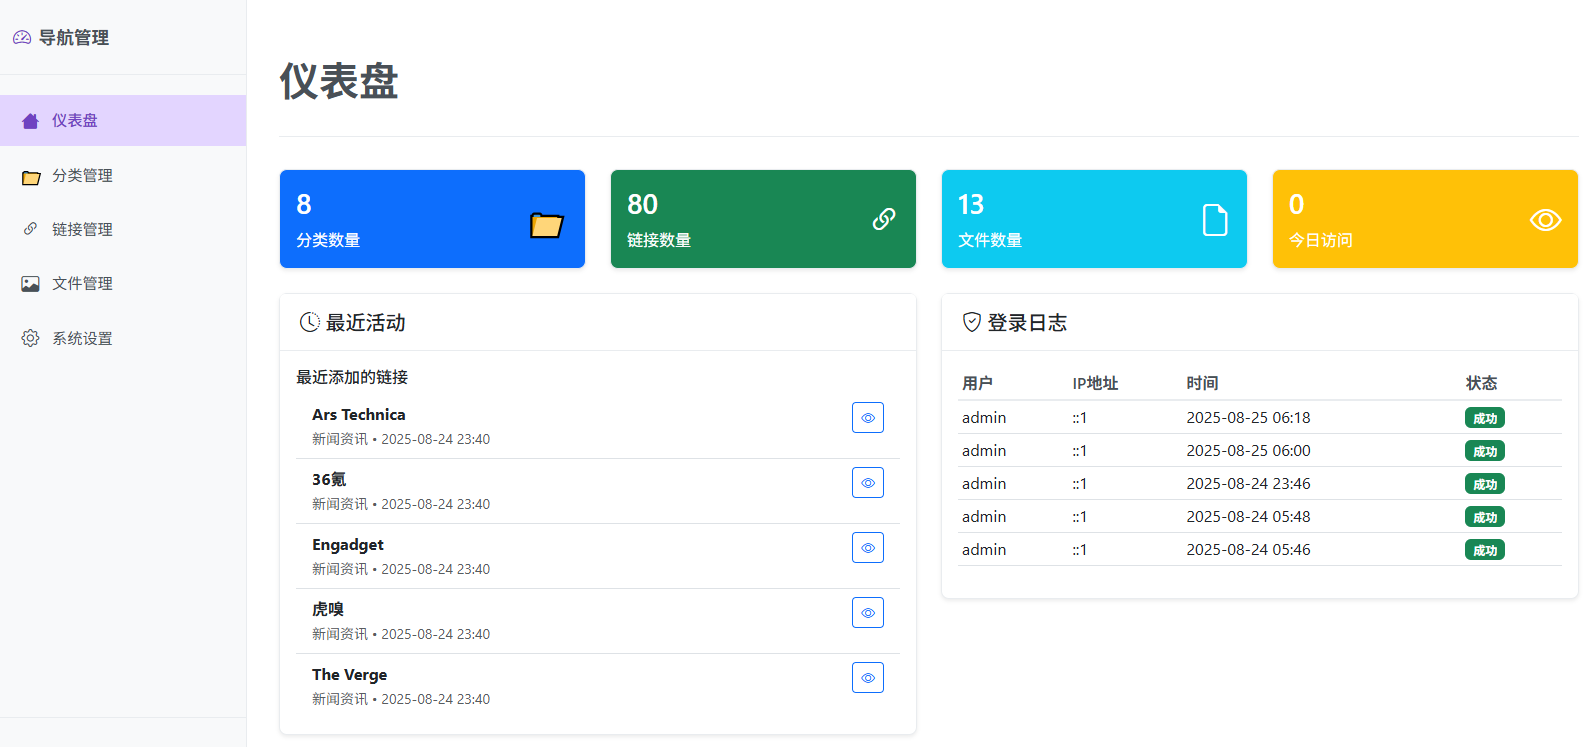 导航管理
仪表盘
分类管理
链接管理
文件管理
系统设置
仪表盘
8
分类数量
80
链接数量
13
文件数量
0
今日访问
最近活动
最近添加的链接
Ars Technica
新闻资讯 • 2025-08-24 23:40
36氪
新闻资讯 • 2025-08-24 23:40
Engadget
新闻资讯 • 2025-08-24 23:40
虎嗅
新闻资讯 • 2025-08-24 23:40
The Verge
新闻资讯 • 2025-08-24 23:40
登录日志
用户 IP地址 时间 状态
admin ::1 2025-08-25 06:18 成功
admin ::1 2025-08-25 06:00 成功
admin ::1 2025-08-24 23:46 成功
admin ::1 2025-08-24 05:48 成功
admin ::1 2025-08-24 05:46 成功